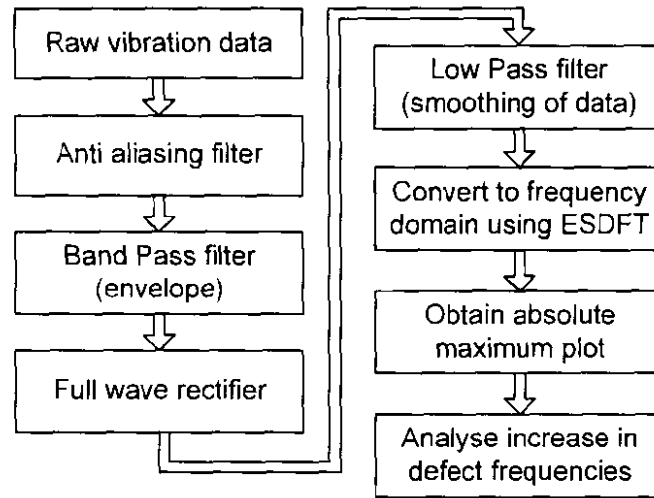 Raw vibration data
Anti aliasing filter
Band Pass filter
(envelope)
Full wave rectifier
Low Pass filter
(smoothing of data)
Convert to frequency
domain using ESDFT
Obtain absolute
maximum plot
Analyse increase in
defect frequencies